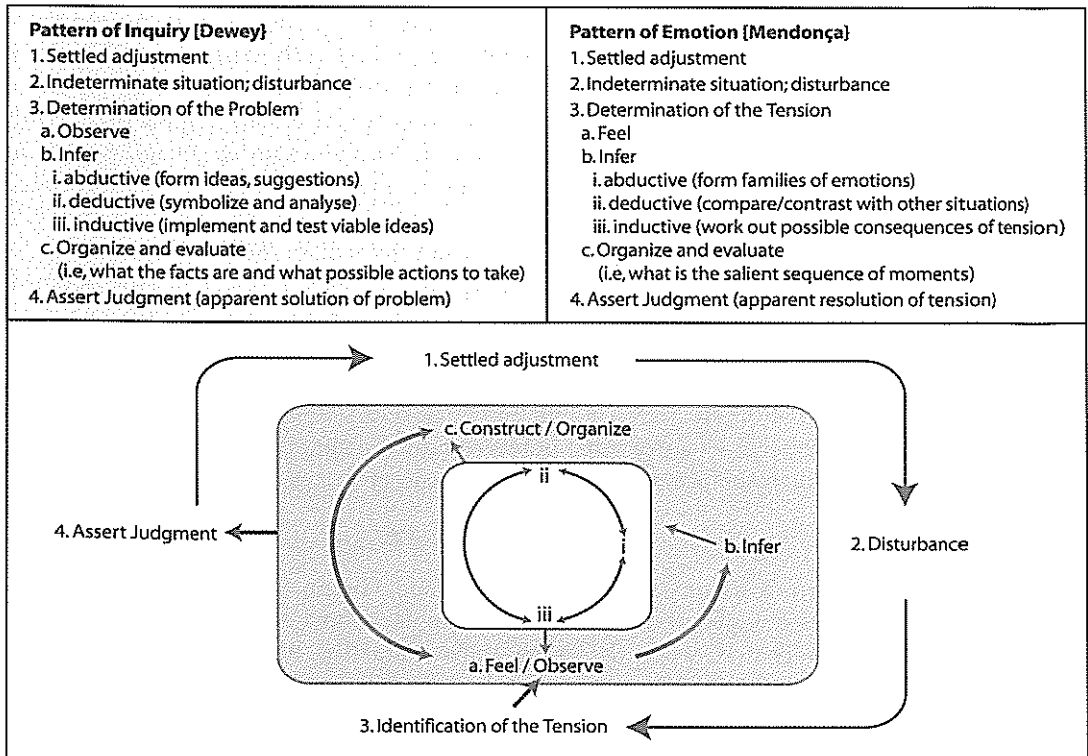 Pattern of Inquiry [Dewey}
1. Settled adjustment
2. Indeterminate situation; disturbance
3. Determination of the Problem
a. Observe
b. Infer
i. abductive (form ideas, suggestions)
ii. deductive (symbolize and analyse)
iii. inductive (implement and test viable ideas)
c. Organize and evaluate
(i.e, what the facts are and what possible actions to take)
4. Assert Judgment (apparent solution of problem)
Pattern of Emotion {Mendonça}
1. Settled adjustment
2. Indeterminate situation; disturbance
3. Determination of the Tension
a. Feel
b. Infer
i. abductive (form families of emotions)
ii. deductive (compare/contrast with other situations)
iii. inductive (work out possible consequences of tension)
c. Organize and evaluate
(i.e, what is the salient sequence of moments)
4. Assert Judgment (apparent resolution of tension)
1. Settled adjustment
c. Construct / Organize
ii
4. Assert Judgment
i
b. Infer
2. Disturbance
iii
a. Feel / Observe
3. Identification of the Tension